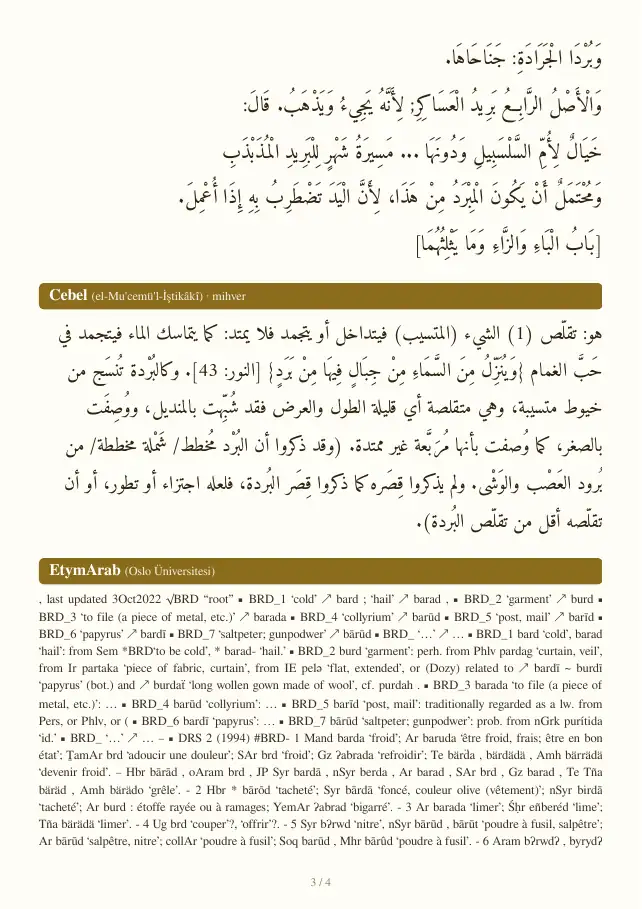 وَبُرْدَا الْجَرَادَةِ: جَنَاحَاهَا.
وَالْأَصْلُ الرَّابِعُ بَرِيدُ الْعَسَاكِرِ; لِأَنَّهُ يَجِيءُ وَيَذْهَبُ. قَالَ:
خَيَالٌ لِأُمِّ السَّلْسَبِيلِ وَدُونَهَا ... مَسِيرَةُ شَهْرٍ لِلْبَرِيدِ الْمُذَبْذَبِ
وَمُحْتَمَلٌ أَنْ يَكُونَ الْمِبْرَدُ مِنْ هَذَا، لِأَنَّ الْيَدَ تَضْطَرِبُ بِهِ إِذَا أُعْمِلَ.
[بَابُ الْبَاءِ وَالزَّاءِ وَمَا يَثْلِثُهُمَا]
Cebel (el-Mu'cemü'l-İştikâkî) · mihver
هو: تقلّص (1) الشيء (المتسيب) فيتداخل أو يتجمد فلا يمتد: كما يتماسك الماء فيتجمد في
حَبَّ الغمام {وَيُنَزِّلُ مِنَ السَّمَاءِ مِنْ جِبَالٍ فِيهَا مِنْ بَرَدٍ} [النور: 43]. وكالبُرْدة تُنسَج من
خيوط متسيبة، وهي متقلصة أي قليلة الطول والعرض فقد شُبِّهت بالمنديل، ووُصِفَت
بالصغر، كما وُصفت بأنها مُرَبَّعة غير ممتدة. (وقد ذكروا أن البُرْد مُخطط/ شَمْلة مخططة/ من
بُرود العَصْب والوَشْى. ولم يذكروا قِصَره كما ذكروا قِصَر البُردة، فلعله اجتزاء أو تطور، أو أن
تقلّصه أقل من تقلّص البُردة).
EtymArab (Oslo Üniversitesi)
, last updated 3Oct2022 √BRD “root” ▪ BRD_1 ‘cold’ ↗ bard ; ‘hail’ ↗ barad , ▪ BRD_2 ‘garment’ ↗ burd ▪
BRD_3 ‘to file (a piece of metal, etc.)’ ↗ barada ▪ BRD_4 ‘collyrium’ ↗ barūd ▪ BRD_5 ‘post, mail’ ↗ barīd ▪
BRD_6 ‘papyrus’ ↗ bardī ▪ BRD_7 ‘saltpeter; gunpodwer’ ↗ bārūd ▪ BRD_ ‘…’ ↗ … ▪ BRD_1 bard ‘cold’, barad
‘hail’: from Sem *BRD‘to be cold’, * barad- ‘hail.’ ▪ BRD_2 burd ‘garment’: perh. from Phlv pardag ‘curtain, veil’,
from Ir partaka ‘piece of fabric, curtain’, from IE pelə ‘flat, extended’, or (Dozy) related to ↗ bardī ~ burdī
‘papyrus’ (bot.) and ↗ burdaẗ ‘long wollen gown made of wool’, cf. purdah . ▪ BRD_3 barada ‘to file (a piece of
metal, etc.)’: … ▪ BRD_4 barūd ‘collyrium’: … ▪ BRD_5 barīd ‘post, mail’: traditionally regarded as a lw. from
Pers, or Phlv, or ( ▪ BRD_6 bardī ‘papyrus’: … ▪ BRD_7 bārūd ‘saltpeter; gunpodwer’: prob. from nGrk purítida
‘id.’ ▪ BRD_ ‘…’ ↗ … – ▪ DRS 2 (1994) #BRD- 1 Mand barda ‘froid’; Ar baruda ‘être froid, frais; être en bon
état’; ṮamAr brd ‘adoucir une douleur’; SAr brd ‘froid’; Gz ʔabrada ‘refroidir’; Te bärda , bärdädä , Amh bärrädä
‘devenir froid’. – Hbr bārād , oAram brd , JP Syr bardā , nSyr berda , Ar barad , SAr brd , Gz barad , Te Tña
bäräd , Amh bärädo ‘grêle’. - 2 Hbr * bārōd ‘tacheté’; Syr bārdā ‘foncé, couleur olive (vêtement)’; nSyr birdā
‘tacheté’; Ar burd : étoffe rayée ou à ramages; YemAr ʔabrad ‘bigarré’. - 3 Ar barada ‘limer’; Śḥr eñberéd ‘lime’;
Tña bärädä ‘limer’. - 4 Ug brd ‘couper’?, ‘offrir’?. - 5 Syr bʔrwd ‘nitre’, nSyr bārūd , bārūt ‘poudre à fusil, salpêtre’;
Ar bārūd ‘salpêtre, nitre’; collAr ‘poudre à fusil’; Soq barūd , Mhr bārûd ‘poudre à fusil’. - 6 Aram bʔrwdʔ , byrydʔ
3 / 4